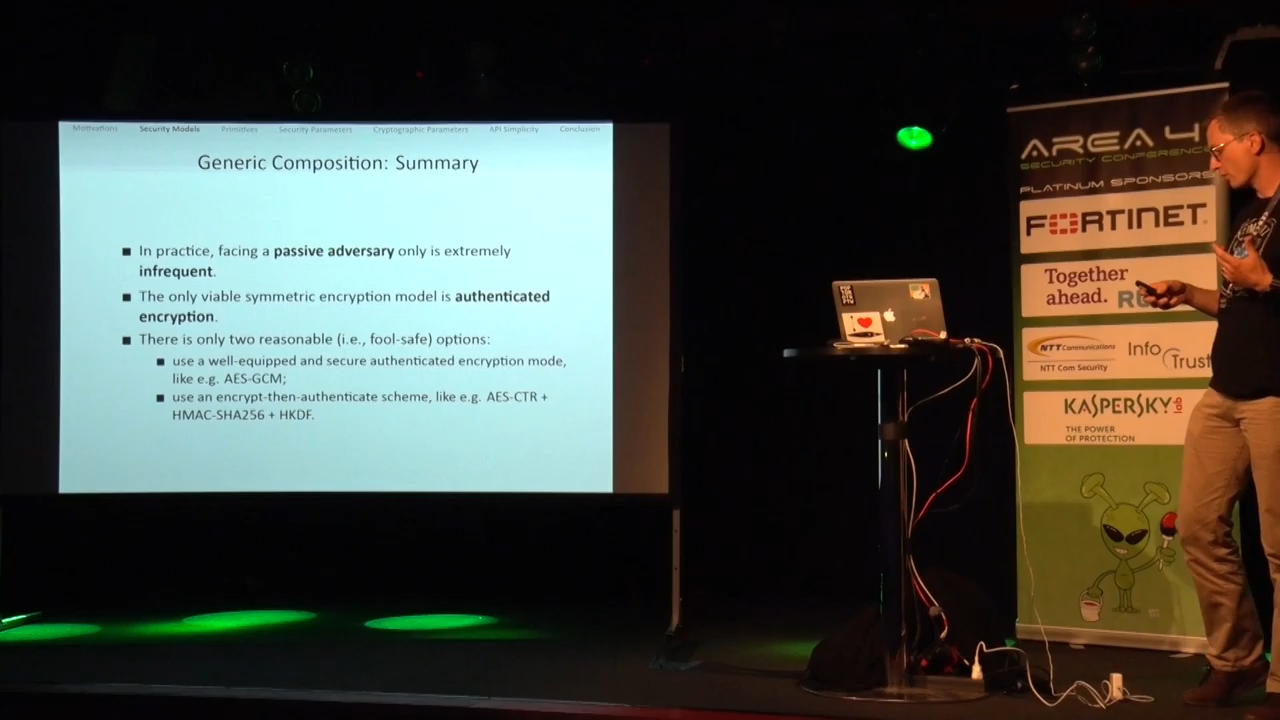 Motivations Security Models Primitives Security Parameters Cryptographic Parameters API Simplicity Conclusion
Generic Composition: Summary
In practice, facing a passive adversary only is extremely
infrequent.
The only viable symmetric encryption model is authenticated
encryption.
There is only two reasonable (i.e., fool-safe) options:
use a well-equipped and secure authenticated encryption mode,
like e.g. AES-GCM;
use an encrypt-then-authenticate scheme, like e.g. AES-CTR +
HMAC-SHA256 + HKDF.
AREA 4
SECURITY CONFERENCE
PLATINUM SPONSORS
FORTINET
Together
ahead.
NTT Communications
NTT Com Security
Info
Trust
KASPERSKY lab
THE POWER
OF PROTECTION